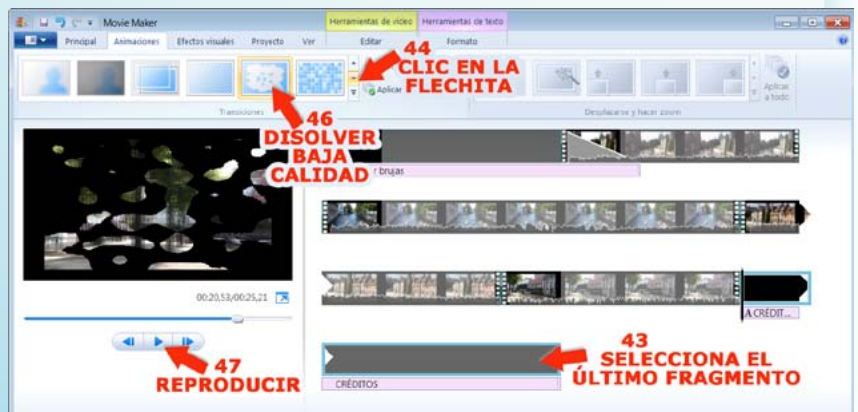 Movie Maker
Herramientas de vídeo
Herramientas de texto
Principal
Animaciones
Efectos visuales
Proyecto
Ver
Editar
Formato
44
CLIC EN LA
FLECHITA
Aplicar
Aplicar
a todo
Transiciones
Desplazarse y hacer zoom
46
DISOLVER
BAJA
CALIDAD
brujas
00:20,53/00:25,21
A CRÉDIT...
47
REPRODUCIR
43
SELECCIONA EL
ÚLTIMO FRAGMENTO
CRÉDITOS